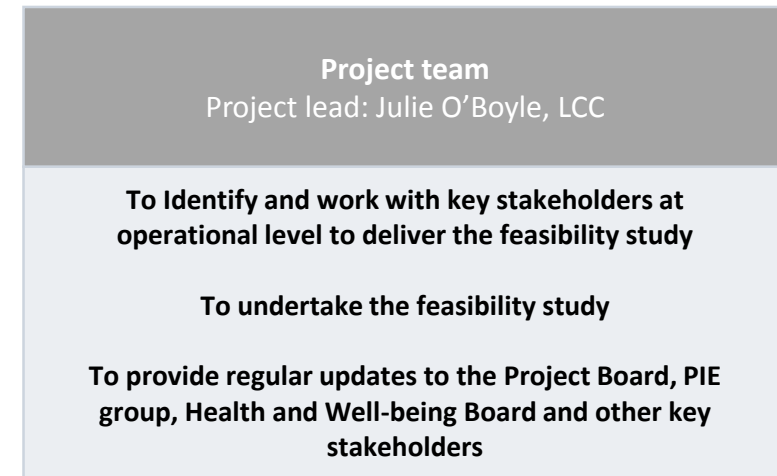 Project team
Project lead: Julie O’Boyle, LCC
To Identify and work with key stakeholders at
operational level to deliver the feasibility study
To undertake the feasibility study
To provide regular updates to the Project Board, PIE
group, Health and Well-being Board and other key
stakeholders